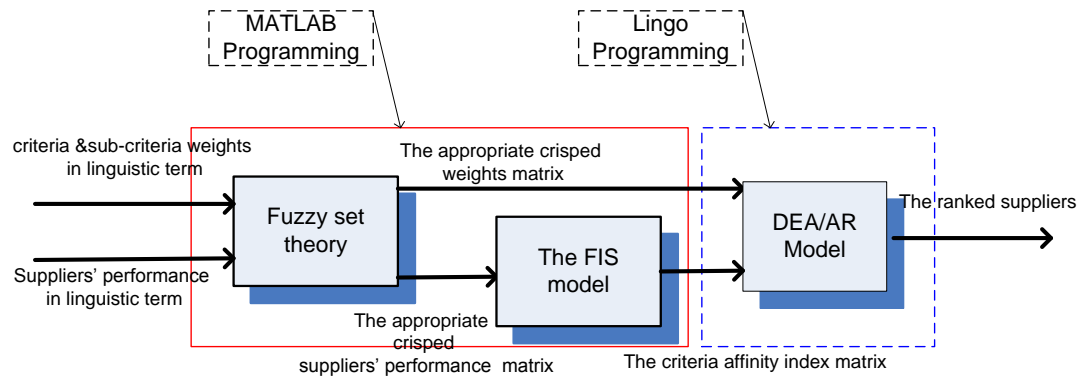 MATLAB
Programming
Lingo
Programming
criteria &sub-criteria weights
in linguistic term
The appropriate crisped
weights matrix
Fuzzy set
theory
DEA/AR
Model
The ranked suppliers
The FIS
model
Suppliers' performance
in linguistic term
The appropriate
crisped
suppliers' performance matrix
The criteria affinity index matrix